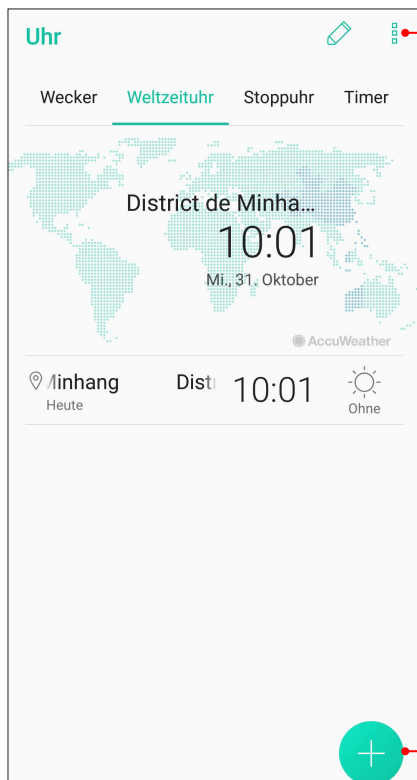 Uhr
Wecker Weltzeituhr Stoppuhr Timer
District de Minha...
10:01
Mi., 31. Oktober
AccuWeather
linhang Dist 10:01
Heute Ohne